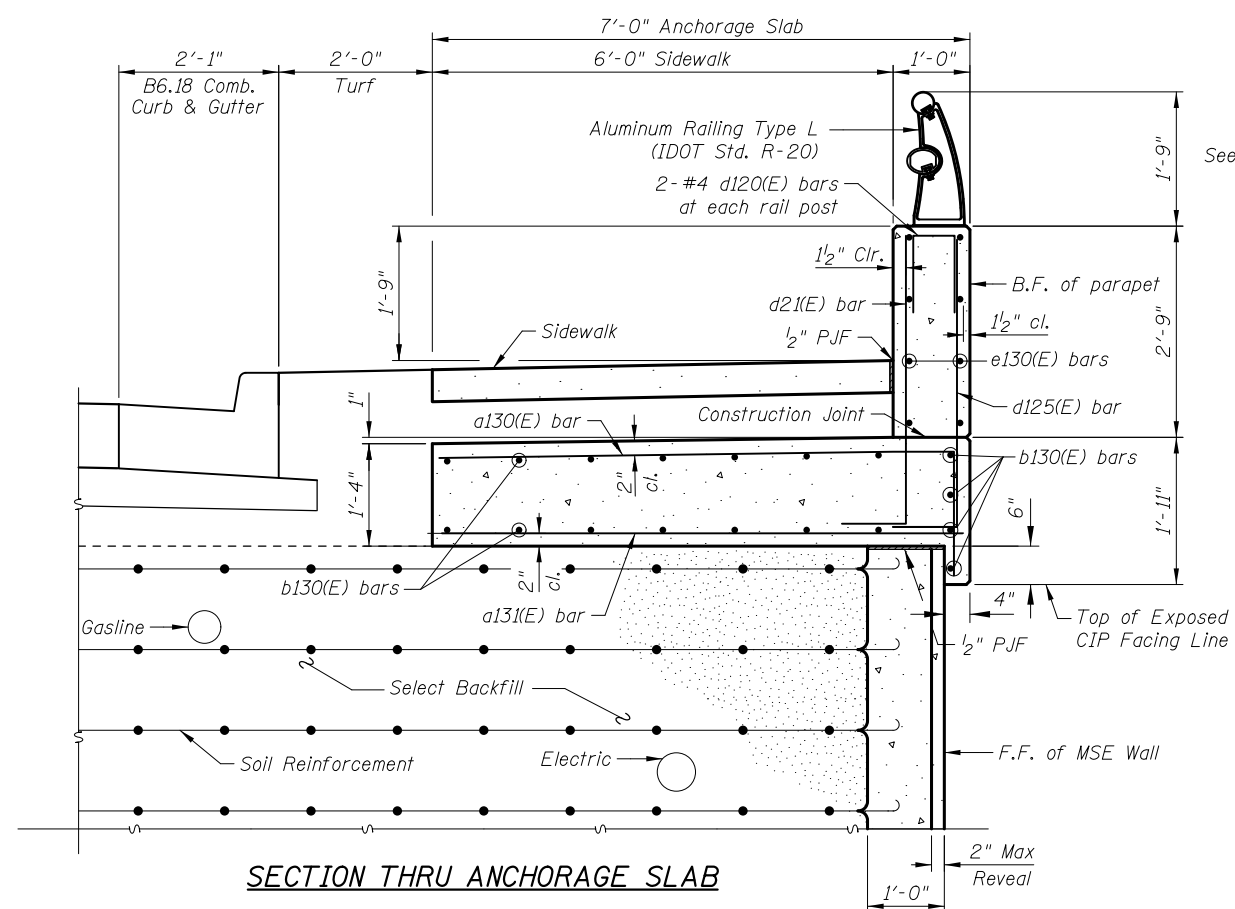 7'-0" Anchorage Slab
2'-1"
2'-0"
6'-0" Sidewalk
1'-0"
B6.18 Comb.
Curb & Gutter
Turf
Aluminum Railing Type L
(IDOT Std. R-20)
1'-9"
See
2-#4 d120(E) bars
at each rail post
1½" Clr.
1'-9"
B.F. of parapet
d21(E) bar
1½" cl.
2'-9"
½" PJF
Sidewalk
e130(E) bars
d125(E) bar
1"
a130(E) bar
Construction Joint
b130(E) bars
2"
cl.
1'-4"
6"
1'-11"
2"
cl.
b130(E) bars
a131(E) bar
4"
Top of Exposed
CIP Facing Line
Gasline
½" PJF
Select Backfill
Soil Reinforcement
Electric
F.F. of MSE Wall
SECTION THRU ANCHORAGE SLAB
2" Max
Reveal
1'-0"